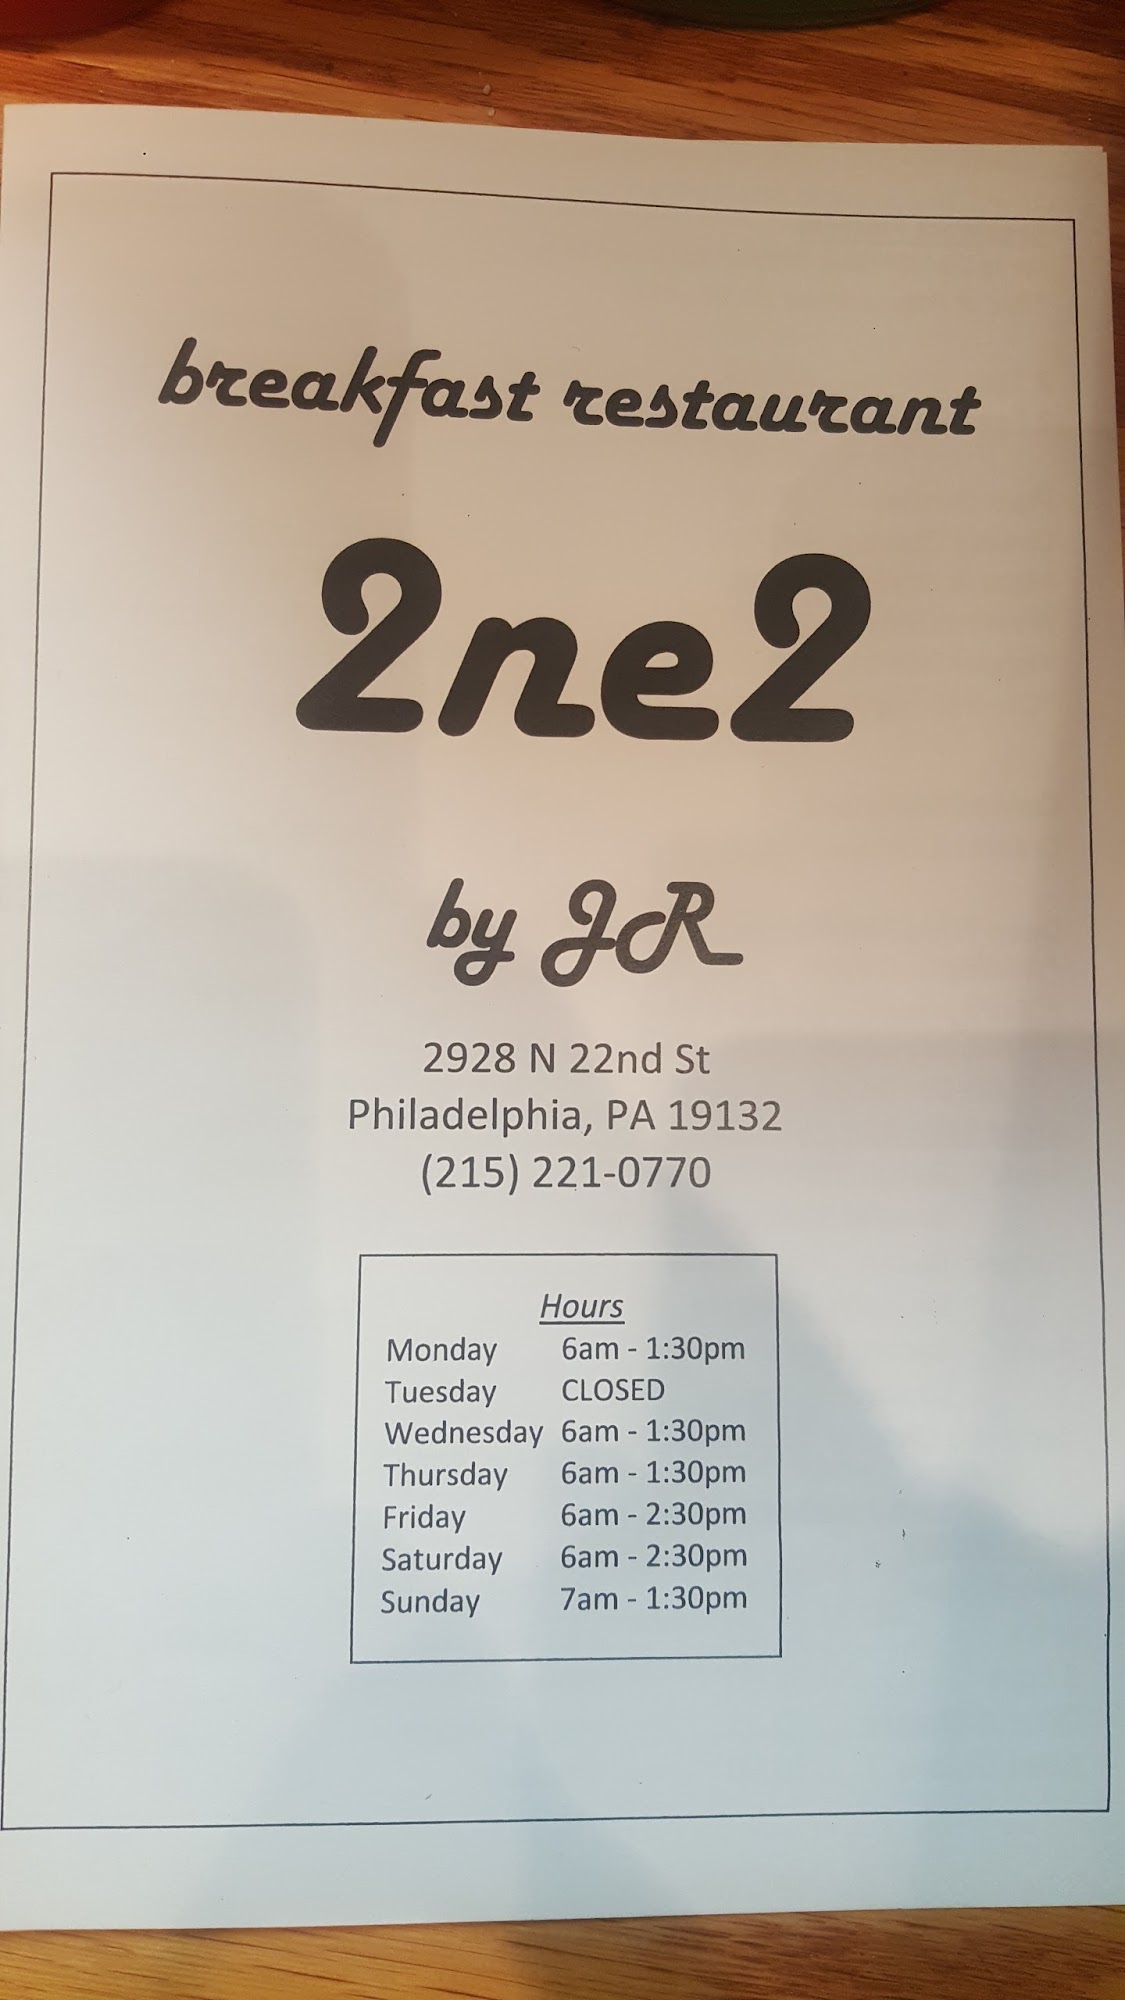 breakfast restaurant
2ne2
by JR
2928 N 22nd St
Philadelphia, PA 19132
(215) 221-0770
Hours
Monday 6am - 1:30pm
Tuesday CLOSED
Wednesday 6am - 1:30pm
Thursday 6am - 1:30pm
Friday 6am - 2:30pm
Saturday 6am - 2:30pm
Sunday 7am - 1:30pm